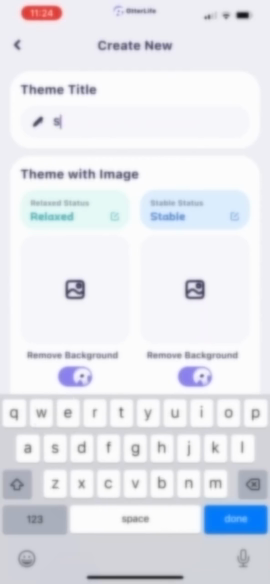 11:24
OtterLife
Create New
Theme Title
s
Theme with Image
Relaxed Status
Relaxed
Stable Status
Stable
Remove Background
Remove Background
q w e r t y u i o p
a s d f g h j k l
z x c v b n m
123 space done